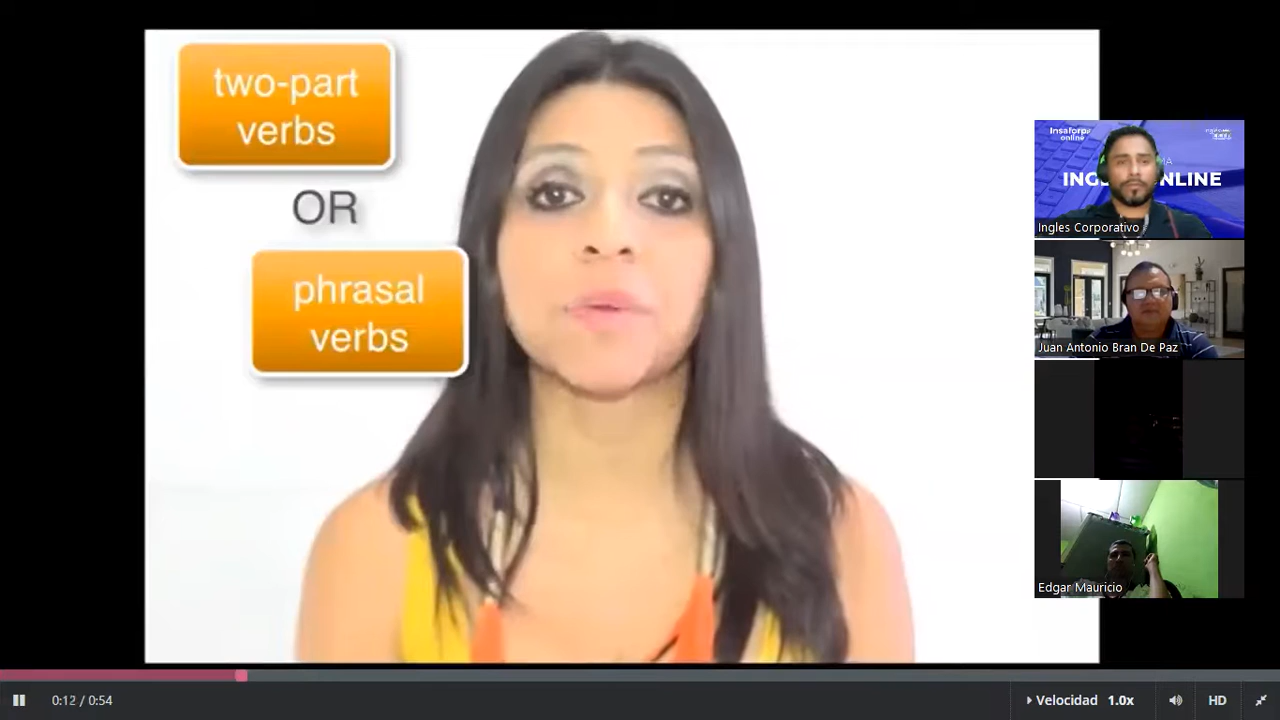 two-part
verbs
OR
phrasal
verbs
Insaforp
online
Ingles Corporativo
Juan Antonio Bran De Paz
Edgar Mauricio
0:12 / 0:54
Velocidad 1.0x
HD